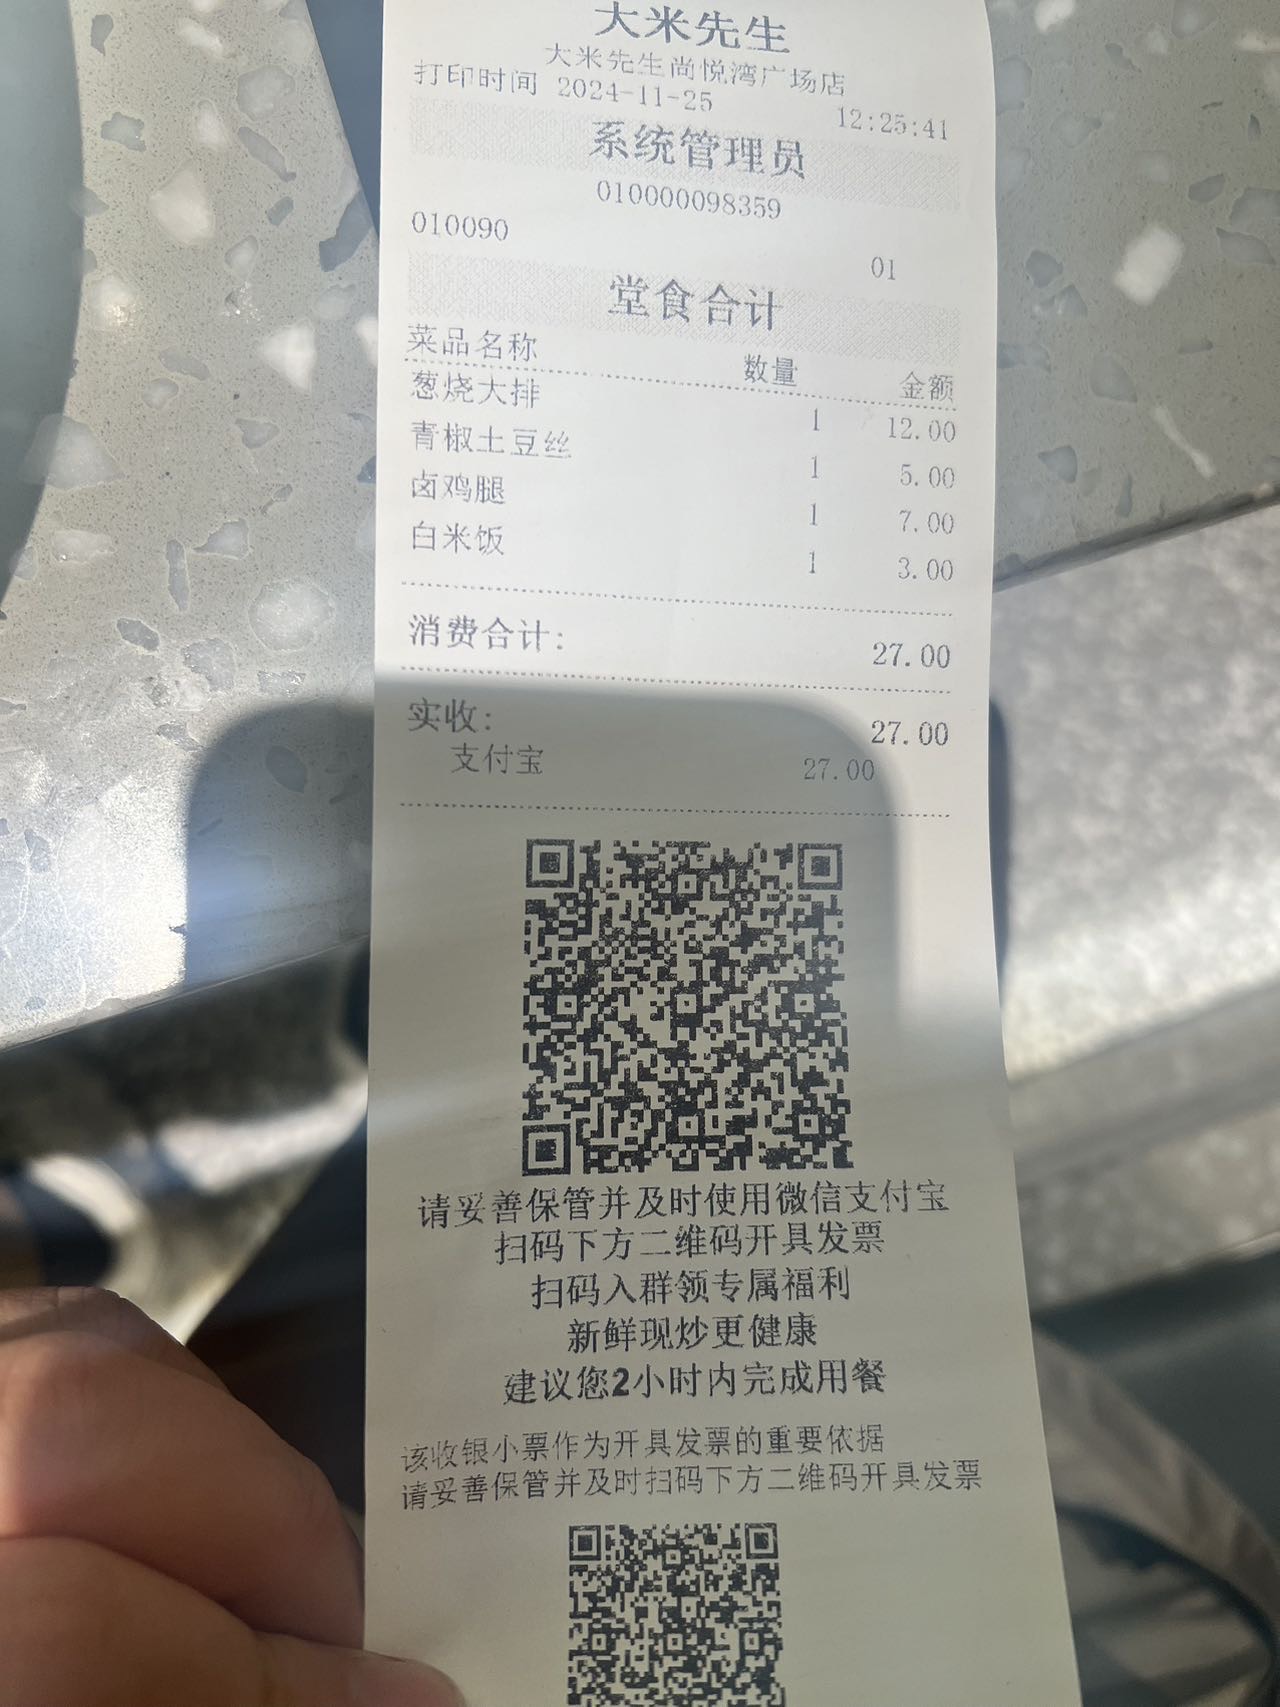 大米先生
大米先生尚悦湾广场店
打印时间 2024-11-25 12:25:41
系统管理员
010000098359
010090 01
堂食合计
菜品名称 数量 金额
葱烧大排 1 12.00
青椒土豆丝 1 5.00
卤鸡腿 1 7.00
白米饭 1 3.00
消费合计: 27.00
实收: 27.00
支付宝 27.00
请妥善保管并及时使用微信支付宝
扫码下方二维码开具发票
扫码入群领专属福利
新鲜现炒更健康
建议您2小时内完成用餐
该收银小票作为开具发票的重要依据
请妥善保管并及时扫码下方二维码开具发票